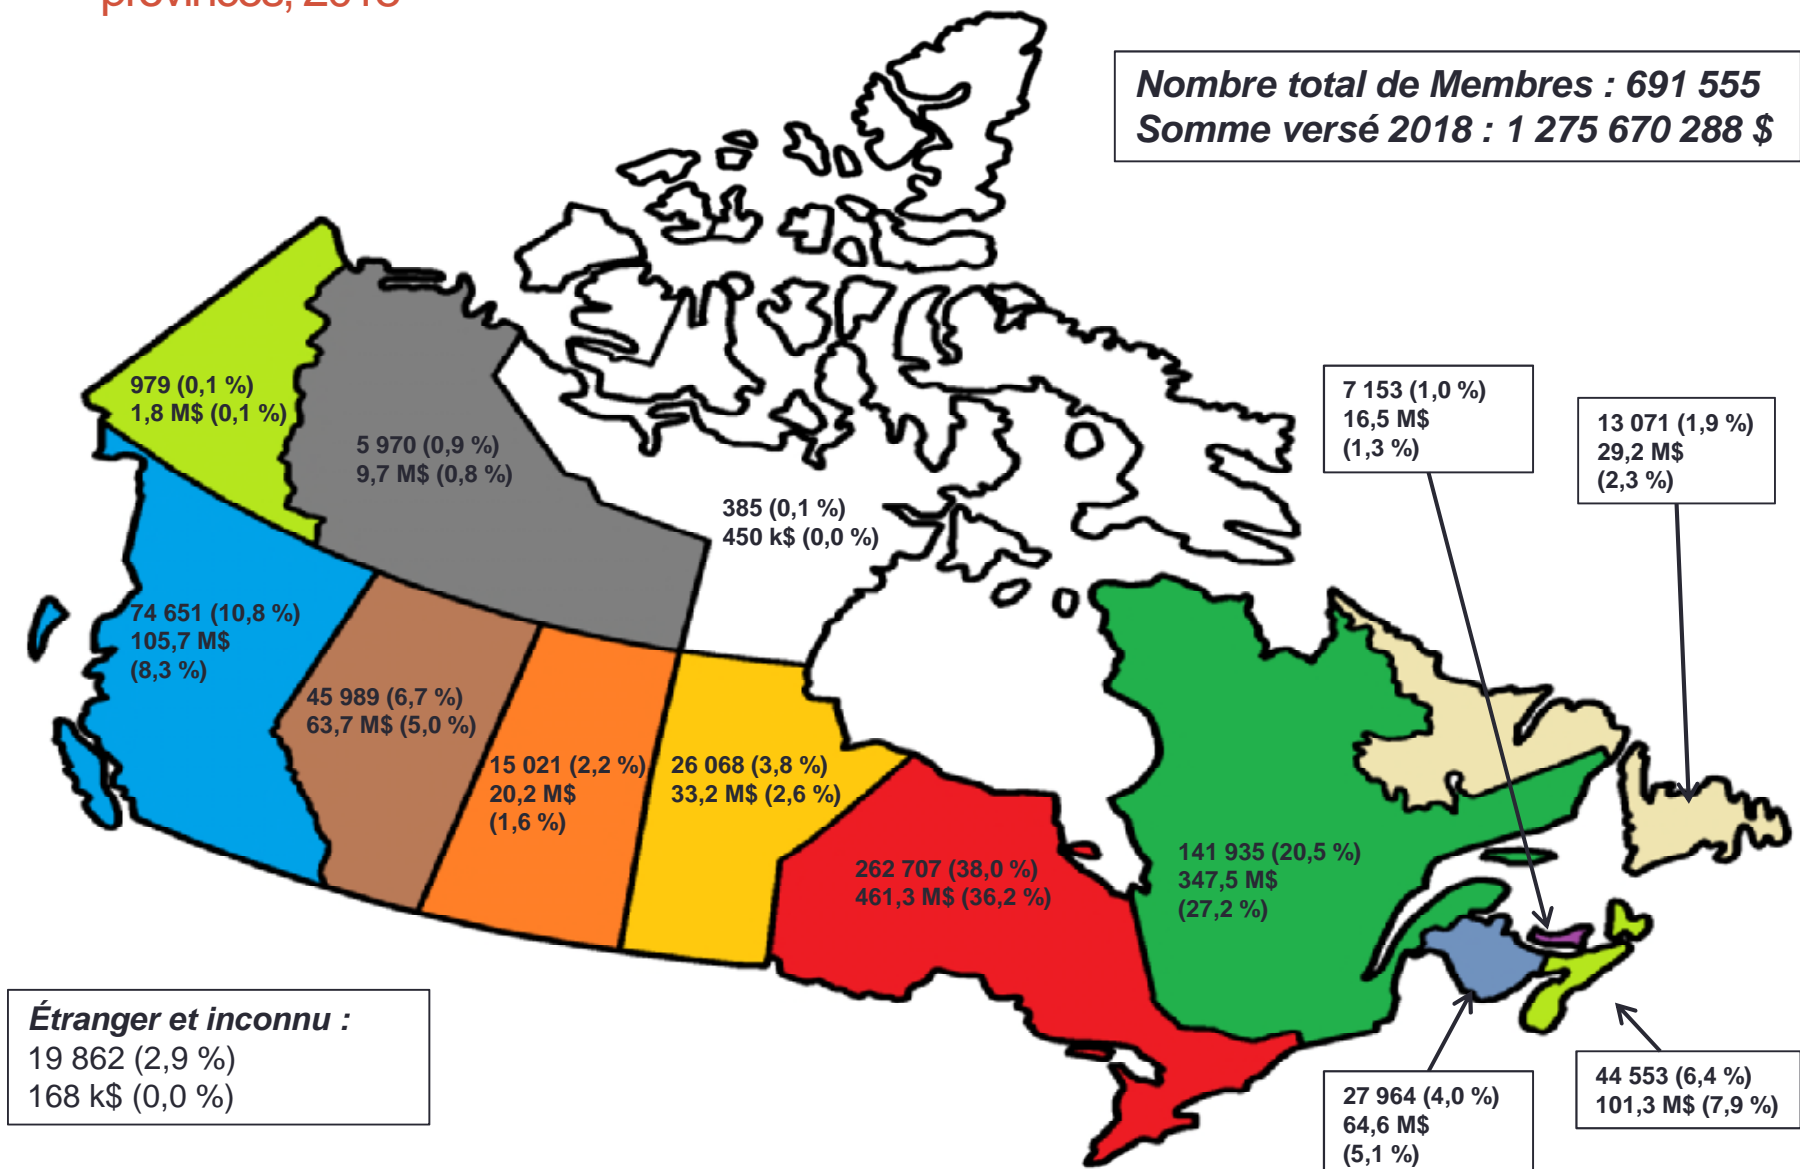 provinces, 2018
Nombre total de Membres : 691 555
Somme versé 2018 : 1 275 670 288 $
979 (0,1 %)
1,8 M$ (0,1 %)
5 970 (0,9 %)
9,7 M$ (0,8 %)
385 (0,1 %)
450 k$ (0,0 %)
7 153 (1,0 %)
16,5 M$
(1,3 %)
13 071 (1,9 %)
29,2 M$
(2,3 %)
74 651 (10,8 %)
105,7 M$
(8,3 %)
45 989 (6,7 %)
63,7 M$ (5,0 %)
15 021 (2,2 %)
20,2 M$
(1,6 %)
26 068 (3,8 %)
33,2 M$ (2,6 %)
262 707 (38,0 %)
461,3 M$ (36,2 %)
141 935 (20,5 %)
347,5 M$
(27,2 %)
Étranger et inconnu :
19 862 (2,9 %)
168 k$ (0,0 %)
27 964 (4,0 %)
64,6 M$
(5,1 %)
44 553 (6,4 %)
101,3 M$ (7,9 %)